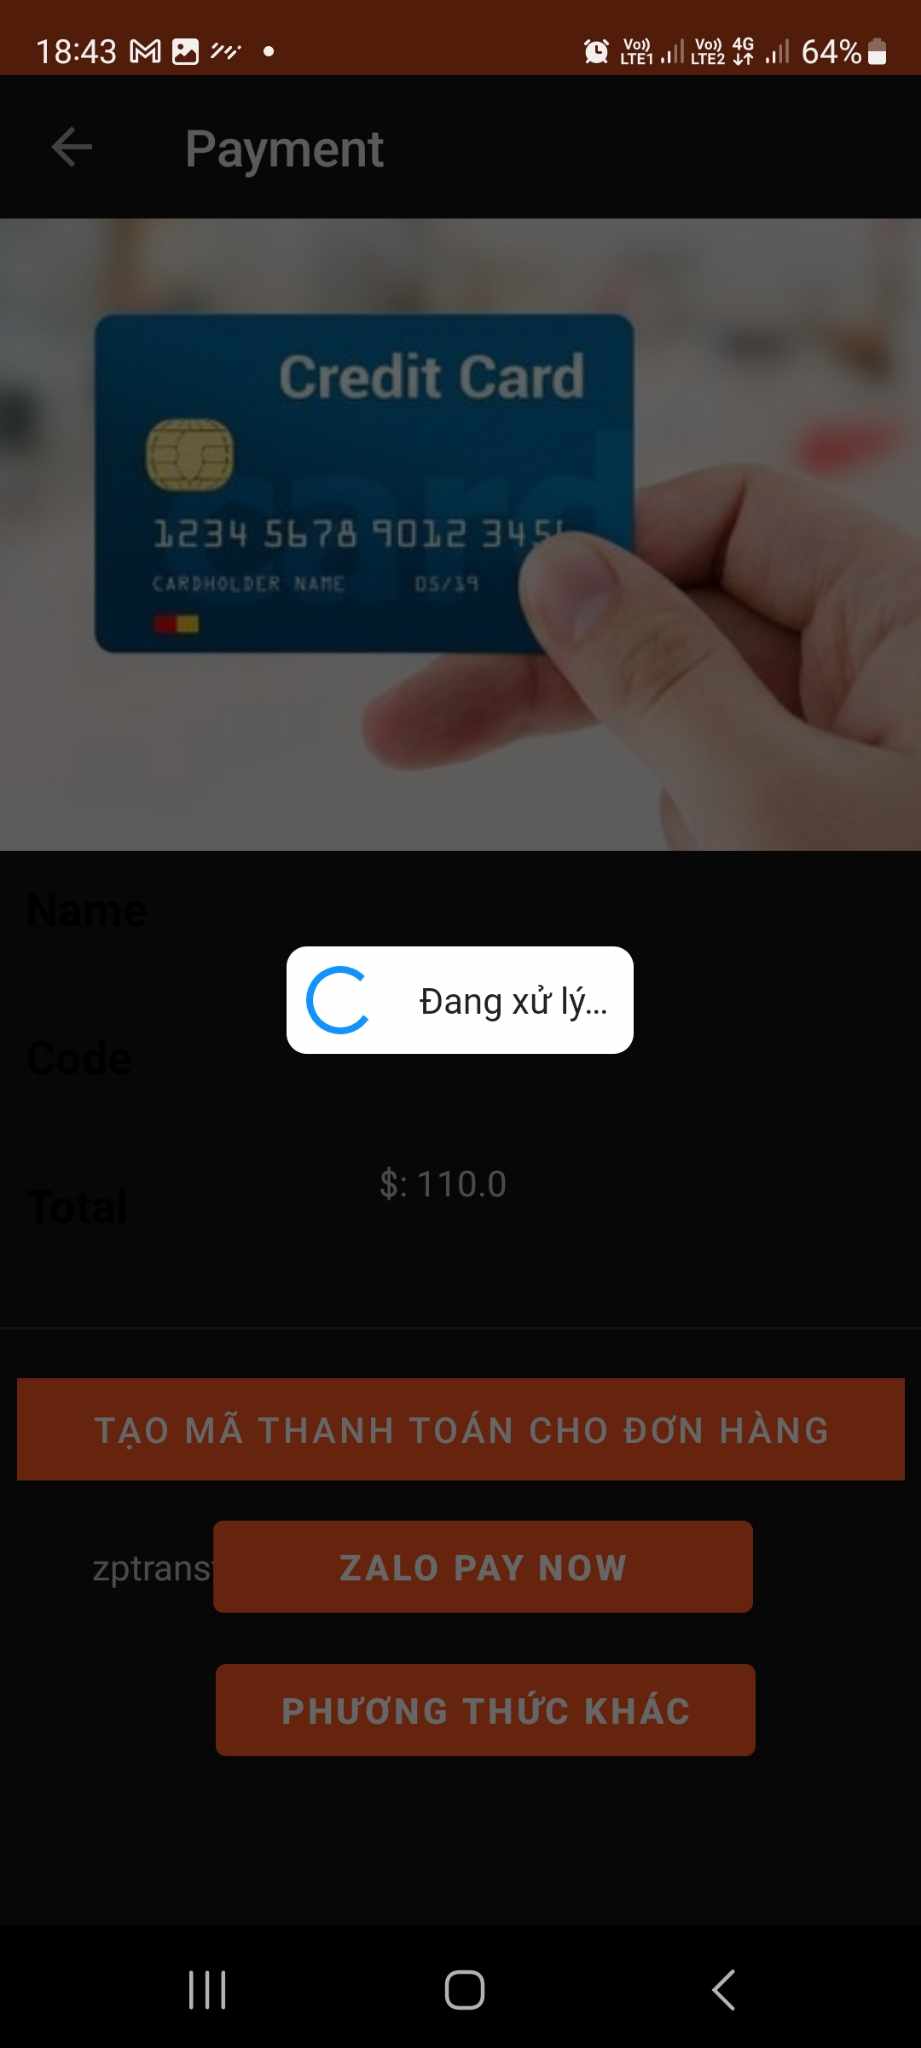 18:43 Vo)) LTE1 Vo)) LTE2 4G 64%
Payment
Credit Card
card
1234 5678 9012 345
CARDHOLDER NAME 05/19
Name
Đang xử lý...
Code
Total
$: 110.0
TẠO MÃ THANH TOÁN CHO ĐƠN HÀNG
zptrans
ZALO PAY NOW
PHƯƠNG THỨC KHÁC